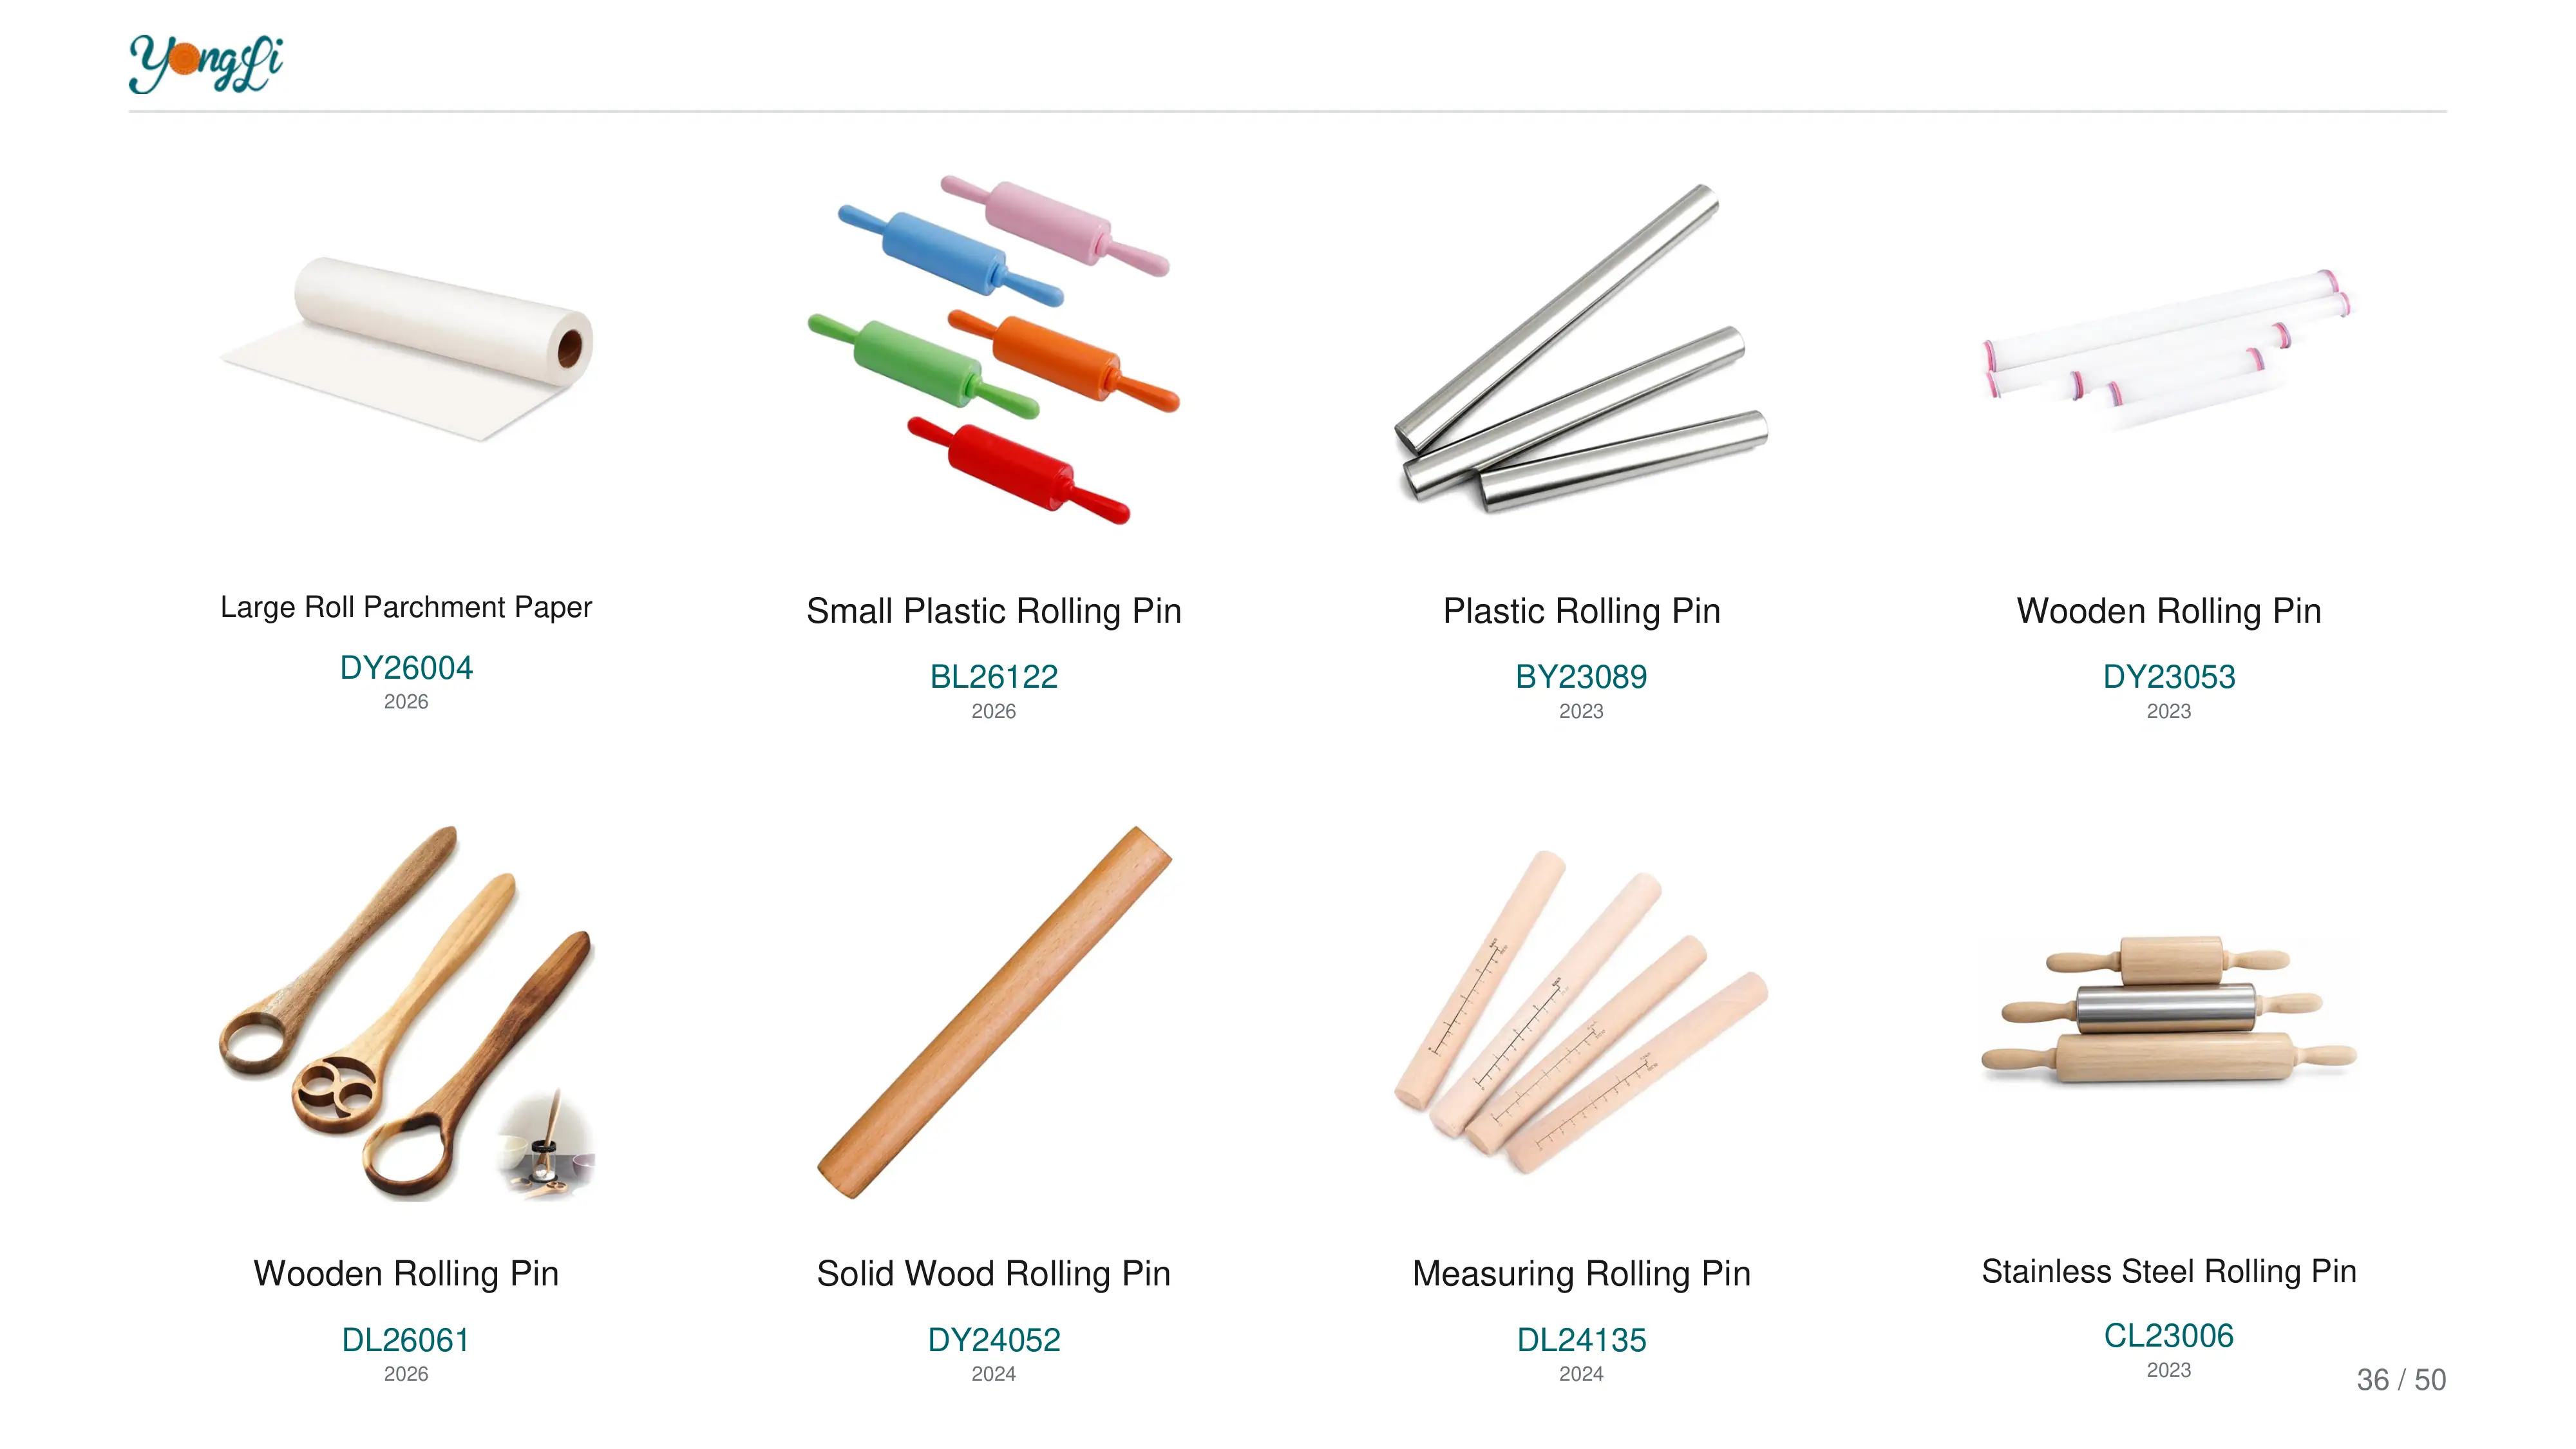 YongLi
Large Roll Parchment Paper
DY26004
2026
Small Plastic Rolling Pin
BL26122
2026
Plastic Rolling Pin
BY23089
2023
Wooden Rolling Pin
DY23053
2023
Wooden Rolling Pin
DL26061
2026
Solid Wood Rolling Pin
DY24052
2024
Measuring Rolling Pin
DL24135
2024
Stainless Steel Rolling Pin
CL23006
2023
36 / 50